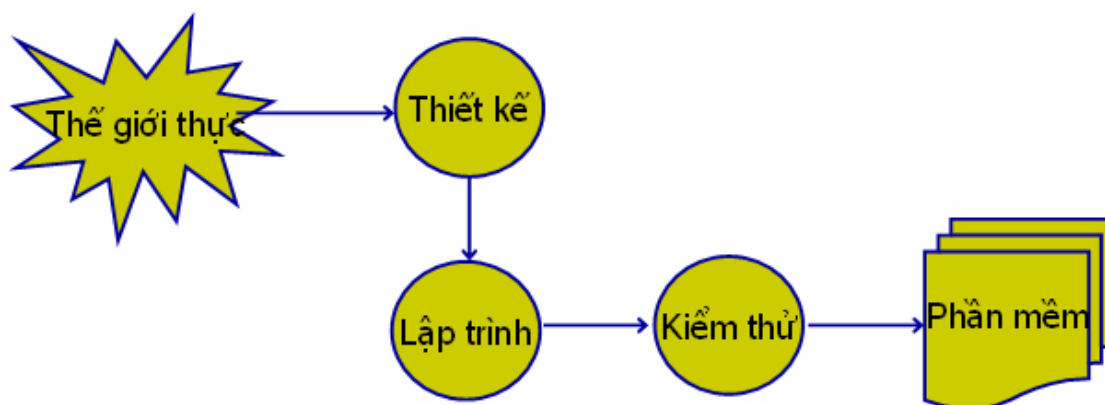 Thế giới thực
Thiết kế
Lập trình
Kiểm thử
Phần mềm